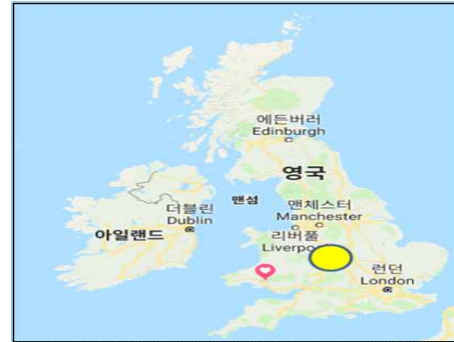 에든버러
Edinburgh
영국
맨섬
맨체스터
Manchester
더블린
Dublin
아일랜드
리버풀
Liverpool
런던
London